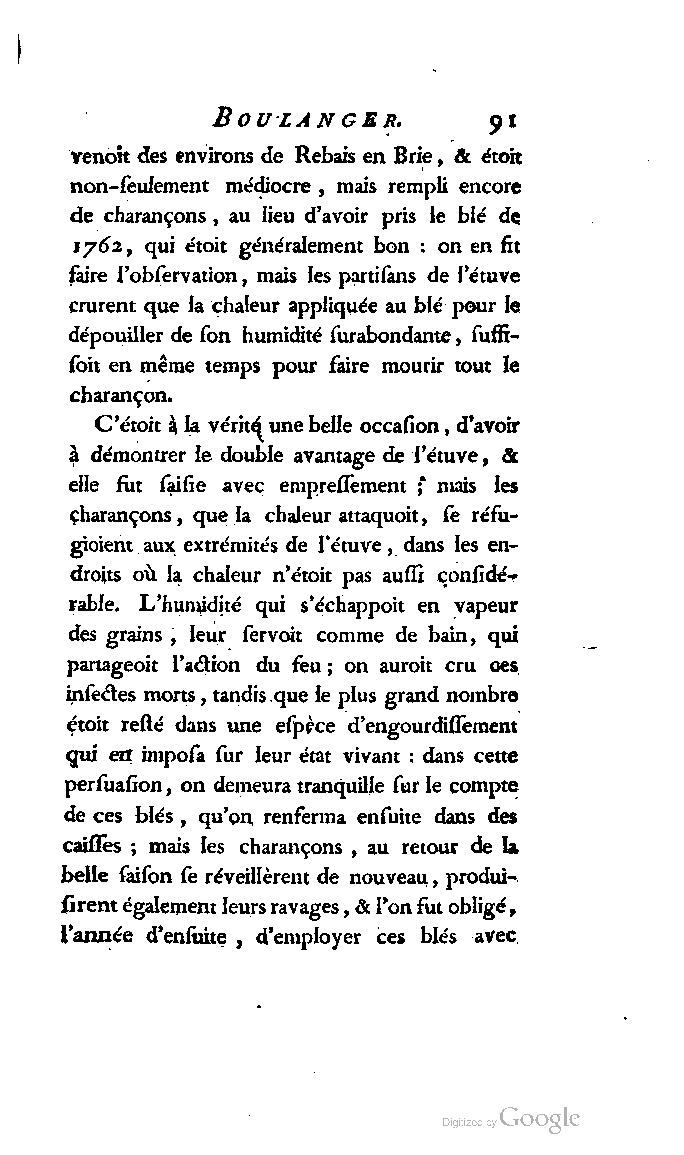 BOULANGER. 91
venoit des environs de Rebais en Brie, & étoit
non-ſeulement médiocre, mais rempli encore
de charançons, au lieu d'avoir pris le blé de
1762, qui étoit généralement bon : on en fit
faire l'obſervation, mais les partiſans de l'étuve
crurent que la chaleur appliquée au blé pour le
dépouiller de ſon humidité ſurabondante, ſuffi-
ſoit en même temps pour faire mourir tout le
charançon.
C'étoit à la vérité une belle occaſion, d'avoir
à démontrer le double avantage de l'étuve, &
elle fut ſaiſie avec empreſſement ; mais les
charançons, que la chaleur attaquoit, ſe réfu-
gioient aux extrémités de l'étuve, dans les en-
droits où la chaleur n'étoit pas auſſi conſidé-
rable. L'humidité qui s'échappoit en vapeur
des grains, leur ſervoit comme de bain, qui
partageoit l'action du feu ; on auroit cru ces
inſectes morts, tandis que le plus grand nombre
étoit reſté dans une eſpèce d'engourdiſſement
qui en impoſa ſur leur état vivant : dans cette
perſuaſion, on demeura tranquille ſur le compte
de ces blés, qu'on renferma enſuite dans des
caiſſes ; mais les charançons, au retour de la
belle ſaiſon ſe réveillèrent de nouveau, produi-
ſirent également leurs ravages, & l'on fut obligé,
l'année d'enſuite, d'employer ces blés avec
Digitized by Google